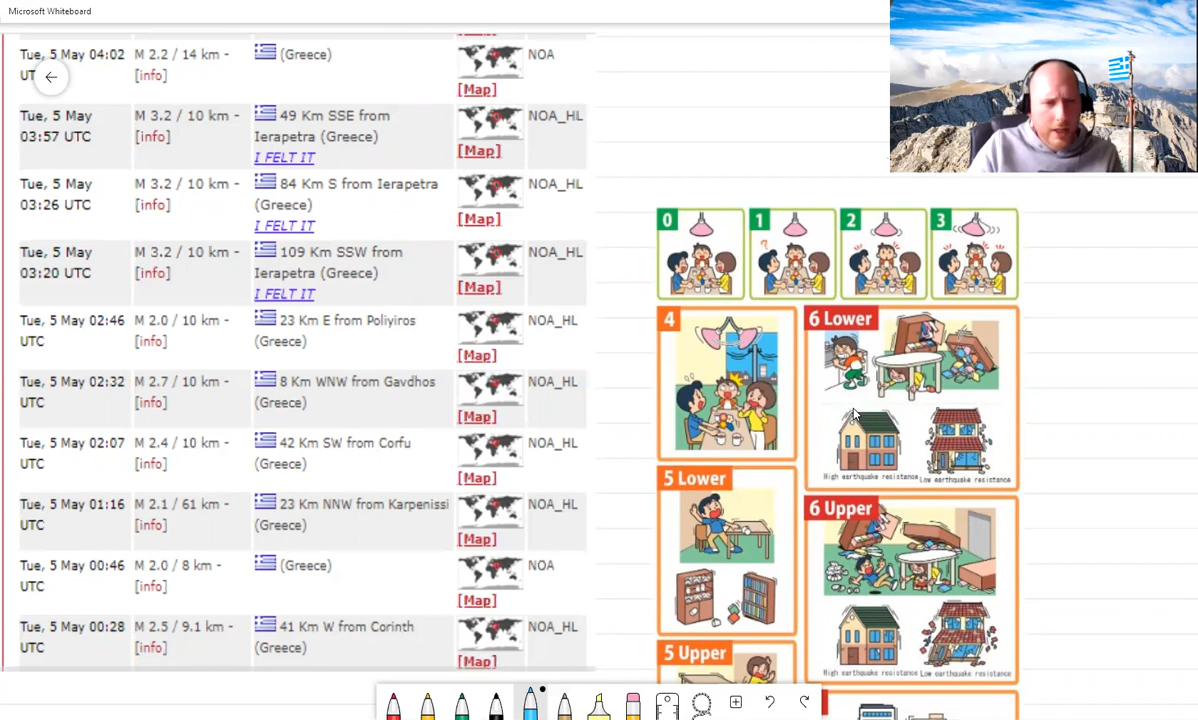 Microsoft Whiteboard
Tue, 5 May 04:02
UT
M 2.2 / 14 km -
[info]
(Greece)
[Map]
NOA
Tue, 5 May
03:57 UTC
M 3.2 / 10 km -
[info]
49 Km SSE from
Ierapetra (Greece)
I FELT IT
[Map]
NOA_HL
Tue, 5 May
03:26 UTC
M 3.2 / 10 km -
[info]
84 Km S from Ierapetra
(Greece)
I FELT IT
[Map]
NOA_HL
Tue, 5 May
03:20 UTC
M 3.2 / 10 km -
[info]
109 Km SSW from
Ierapetra (Greece)
I FELT IT
[Map]
NOA_HL
Tue, 5 May 02:46
UTC
M 2.0 / 10 km -
[info]
23 Km E from Poliyiros
(Greece)
[Map]
NOA_HL
Tue, 5 May 02:32
UTC
M 2.7 / 10 km -
[info]
8 Km WNW from Gavdhos
(Greece)
[Map]
NOA_HL
Tue, 5 May 02:07
UTC
M 2.4 / 10 km -
[info]
42 Km SW from Corfu
(Greece)
[Map]
NOA_HL
Tue, 5 May 01:16
UTC
M 2.1 / 61 km -
[info]
23 Km NNW from Karpenissi
(Greece)
[Map]
NOA_HL
Tue, 5 May 00:46
UTC
M 2.0 / 8 km -
[info]
(Greece)
[Map]
NOA
Tue, 5 May 00:28
UTC
M 2.5 / 9.1 km -
[info]
41 Km W from Corinth
(Greece)
[Map]
NOA_HL
0
1
?
2
3
4
6 Lower
High earthquake resistance
Low earthquake resistance
5 Lower
6 Upper
High earthquake resistance
Low earthquake resistance
5 Upper